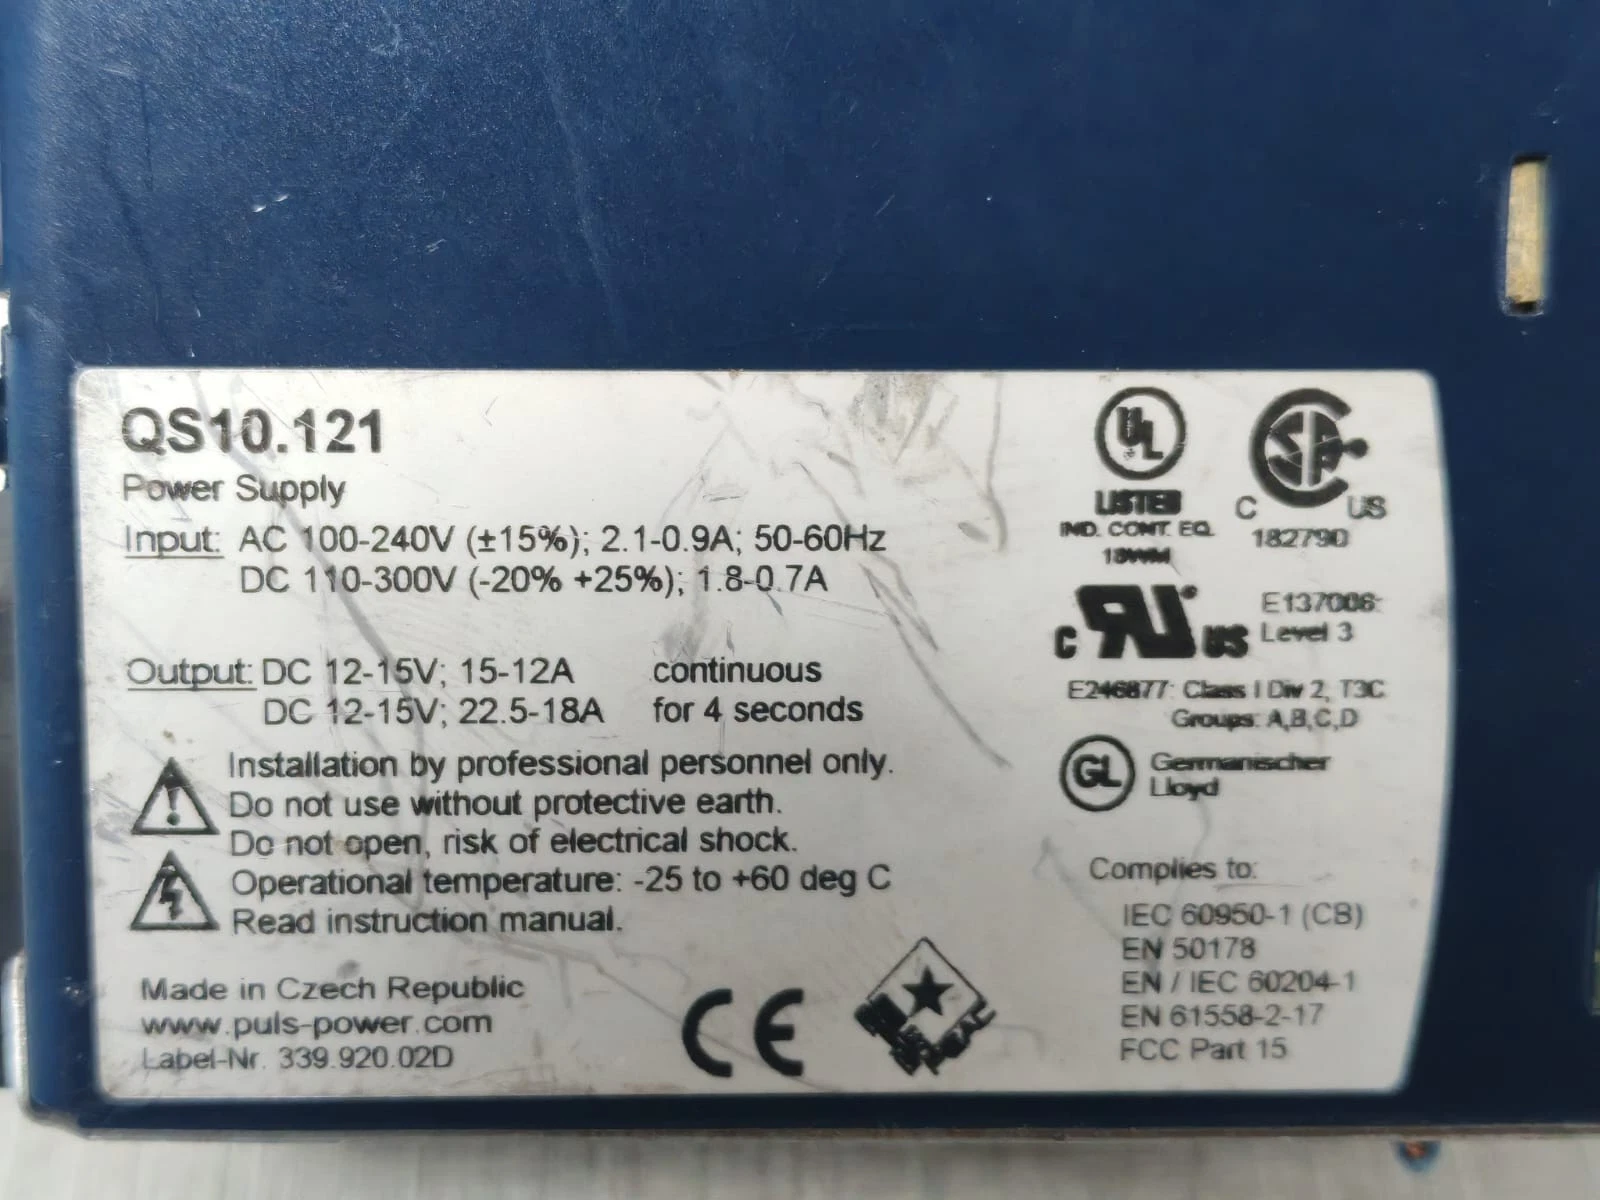 QS10.121
Power Supply
Input: AC 100-240V (±15%); 2.1-0.9A; 50-60Hz
DC 110-300V (-20% +25%); 1.8-0.7A
Output: DC 12-15V; 15-12A continuous
DC 12-15V; 22.5-18A for 4 seconds
Installation by professional personnel only.
Do not use without protective earth.
Do not open, risk of electrical shock.
Operational temperature: -25 to +60 deg C
Read instruction manual.
Made in Czech Republic
www.puls-power.com
Label-Nr. 339.920.02D
CE
UL
LISTED
IND. CONT. EQ.
18WM
SA
C US
182790
C RU US E137006:
Level 3
E246877: Class I Div 2, T3C
Groups: A,B,C,D
GL Germanischer
Lloyd
Complies to:
IEC 60950-1 (CB)
EN 50178
EN / IEC 60204-1
EN 61558-2-17
FCC Part 15